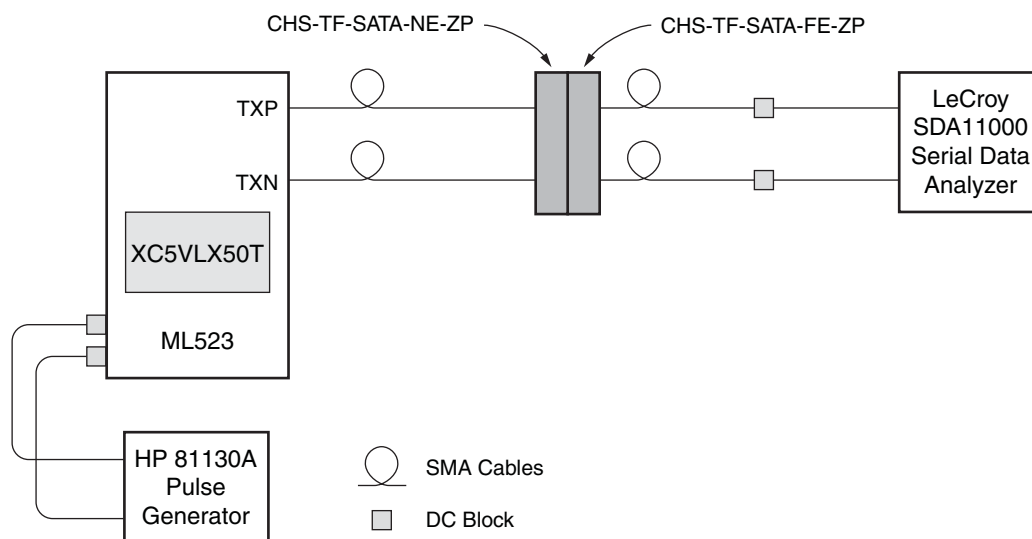 CHS-TF-SATA-NE-ZP
CHS-TF-SATA-FE-ZP
TXP
TXN
XC5VLX50T
ML523
LeCroy
SDA11000
Serial Data
Analyzer
HP 81130A
Pulse
Generator
SMA Cables
DC Block